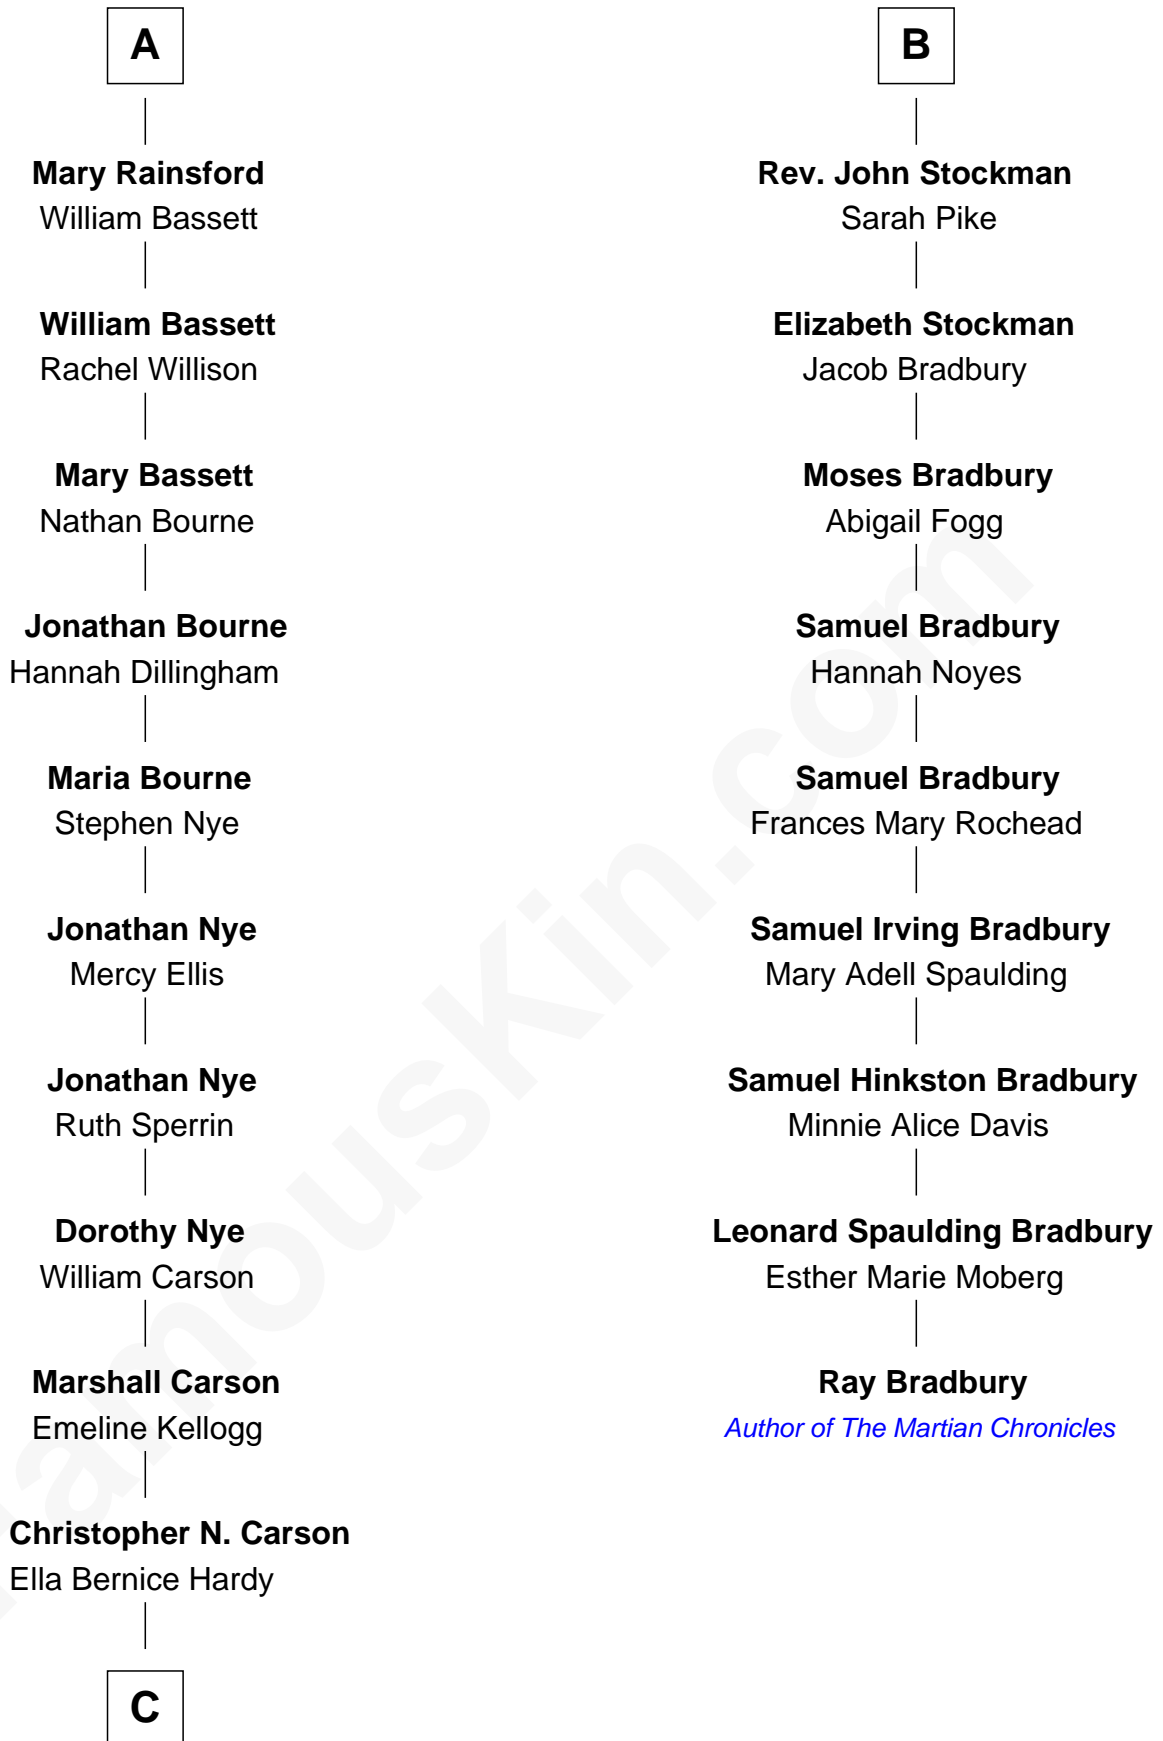 A
Mary Rainsford
William Bassett
William Bassett
Rachel Willison
Mary Bassett
Nathan Bourne
Jonathan Bourne
Hannah Dillingham
Maria Bourne
Stephen Nye
Jonathan Nye
Mercy Ellis
Jonathan Nye
Ruth Sperrin
Dorothy Nye
William Carson
Marshall Carson
Emeline Kellogg
Christopher N. Carson
Ella Bernice Hardy
C
B
Rev. John Stockman
Sarah Pike
Elizabeth Stockman
Jacob Bradbury
Moses Bradbury
Abigail Fogg
Samuel Bradbury
Hannah Noyes
Samuel Bradbury
Frances Mary Rochead
Samuel Irving Bradbury
Mary Adell Spaulding
Samuel Hinkston Bradbury
Minnie Alice Davis
Leonard Spaulding Bradbury
Esther Marie Moberg
Ray Bradbury
Author of The Martian Chronicles
FamousKin.com